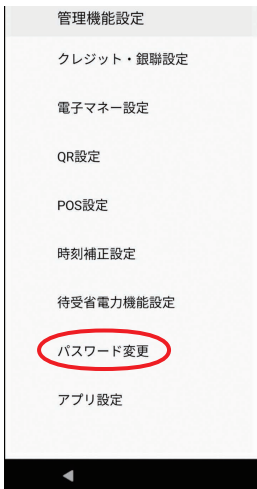 管理機能設定
クレジット・銀聯設定
電子マネー設定
QR設定
POS設定
時刻補正設定
待受省電力機能設定
パスワード変更
アプリ設定